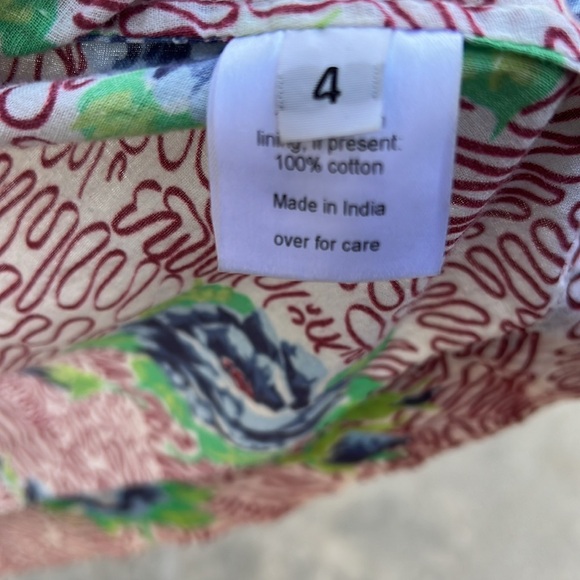 4
lining, if present:
100% cotton
Made in India
over for care